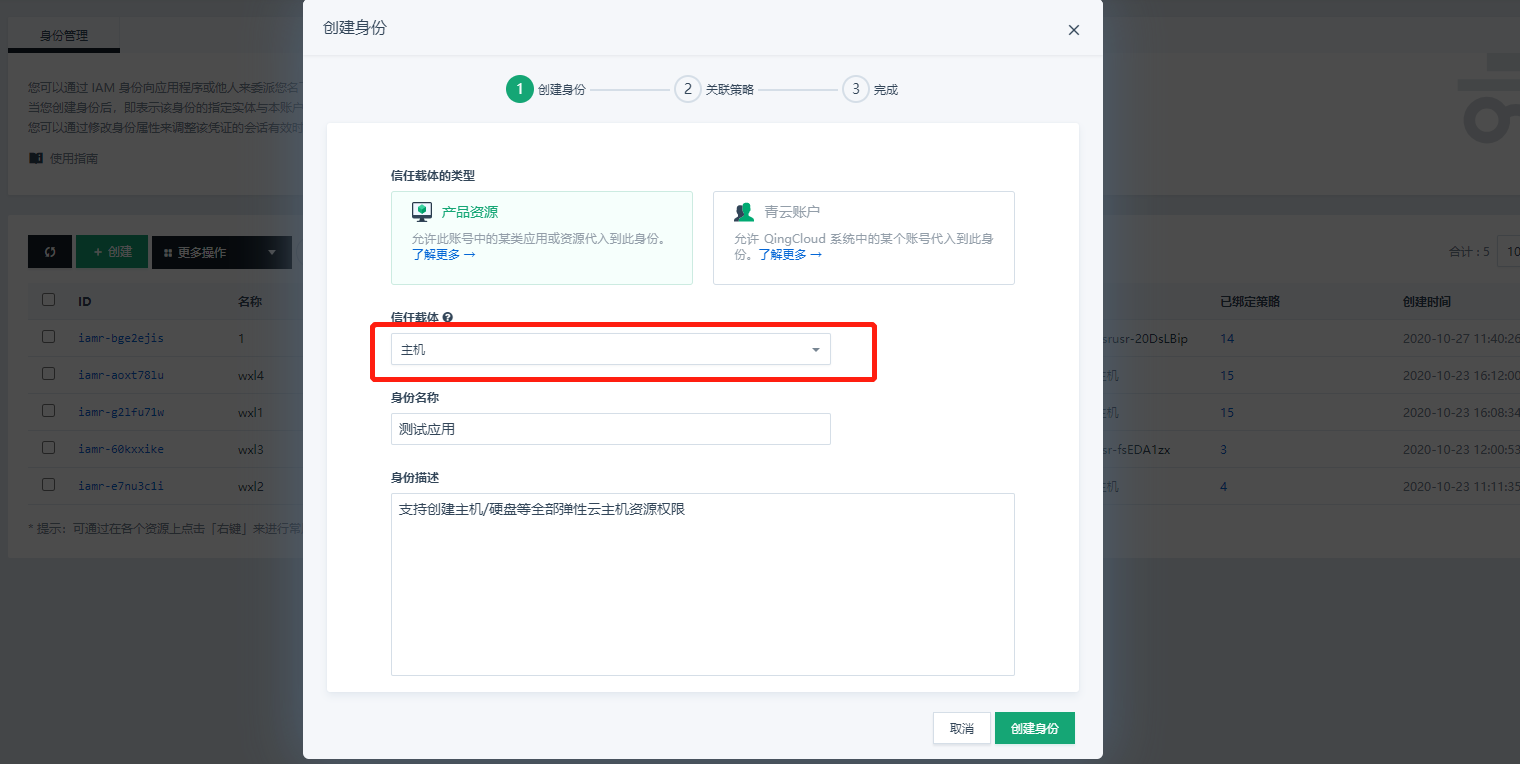 身份管理
您可以通过 IAM 身份向应用程序或他人来委派您名下
当您创建身份后，即表示该身份的指定实体与本账户
您可以通过修改身份属性来调整该凭证的会话有效时
使用指南
+ 创建
更多操作
合计：5
10
ID
名称
已绑定策略
创建时间
iamr-bge2ejis
1
srusr-20DsLBip
14
2020-10-27 11:40:26
iamr-aoxt78lu
wxl4
主机
15
2020-10-23 16:12:00
iamr-g2lfu71w
wxl1
主机
15
2020-10-23 16:08:34
iamr-60kxxike
wxl3
sr-fsEDA1zx
3
2020-10-23 12:00:53
iamr-e7nu3c1i
wxl2
主机
4
2020-10-23 11:11:35
* 提示：可通过在各个资源上点击「右键」来进行常
创建身份
1 创建身份
2 关联策略
3 完成
信任载体的类型
产品资源
允许此账号中的某类应用或资源代入到此身份。
了解更多 →
青云账户
允许 QingCloud 系统中的某个账号代入到此身
份。了解更多 →
信任载体
主机
身份名称
测试应用
身份描述
支持创建主机/硬盘等全部弹性云主机资源权限
取消
创建身份